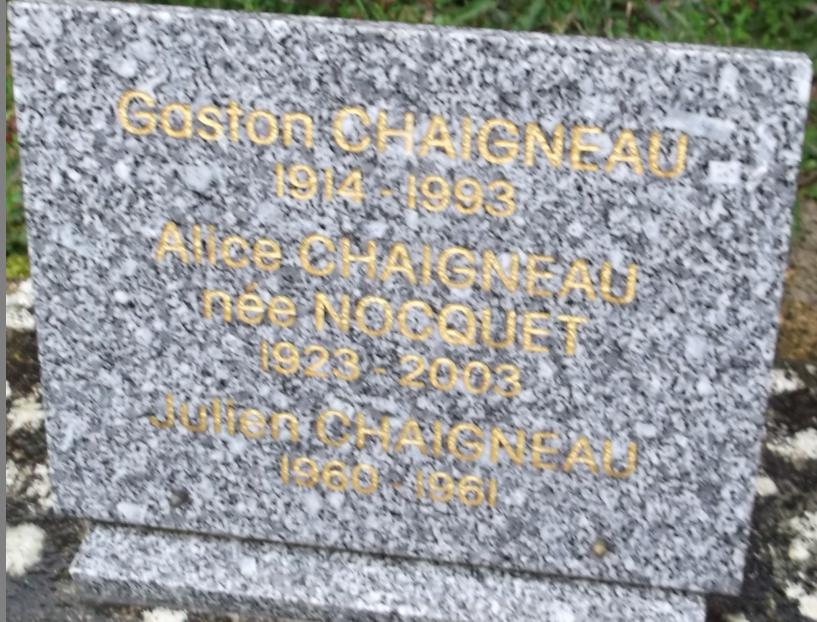 Gaston CHAIGNEAU
1914 - 1993
Alice CHAIGNEAU
née NOCQUET
1923 - 2003
Julien CHAIGNEAU
1960 - 1961